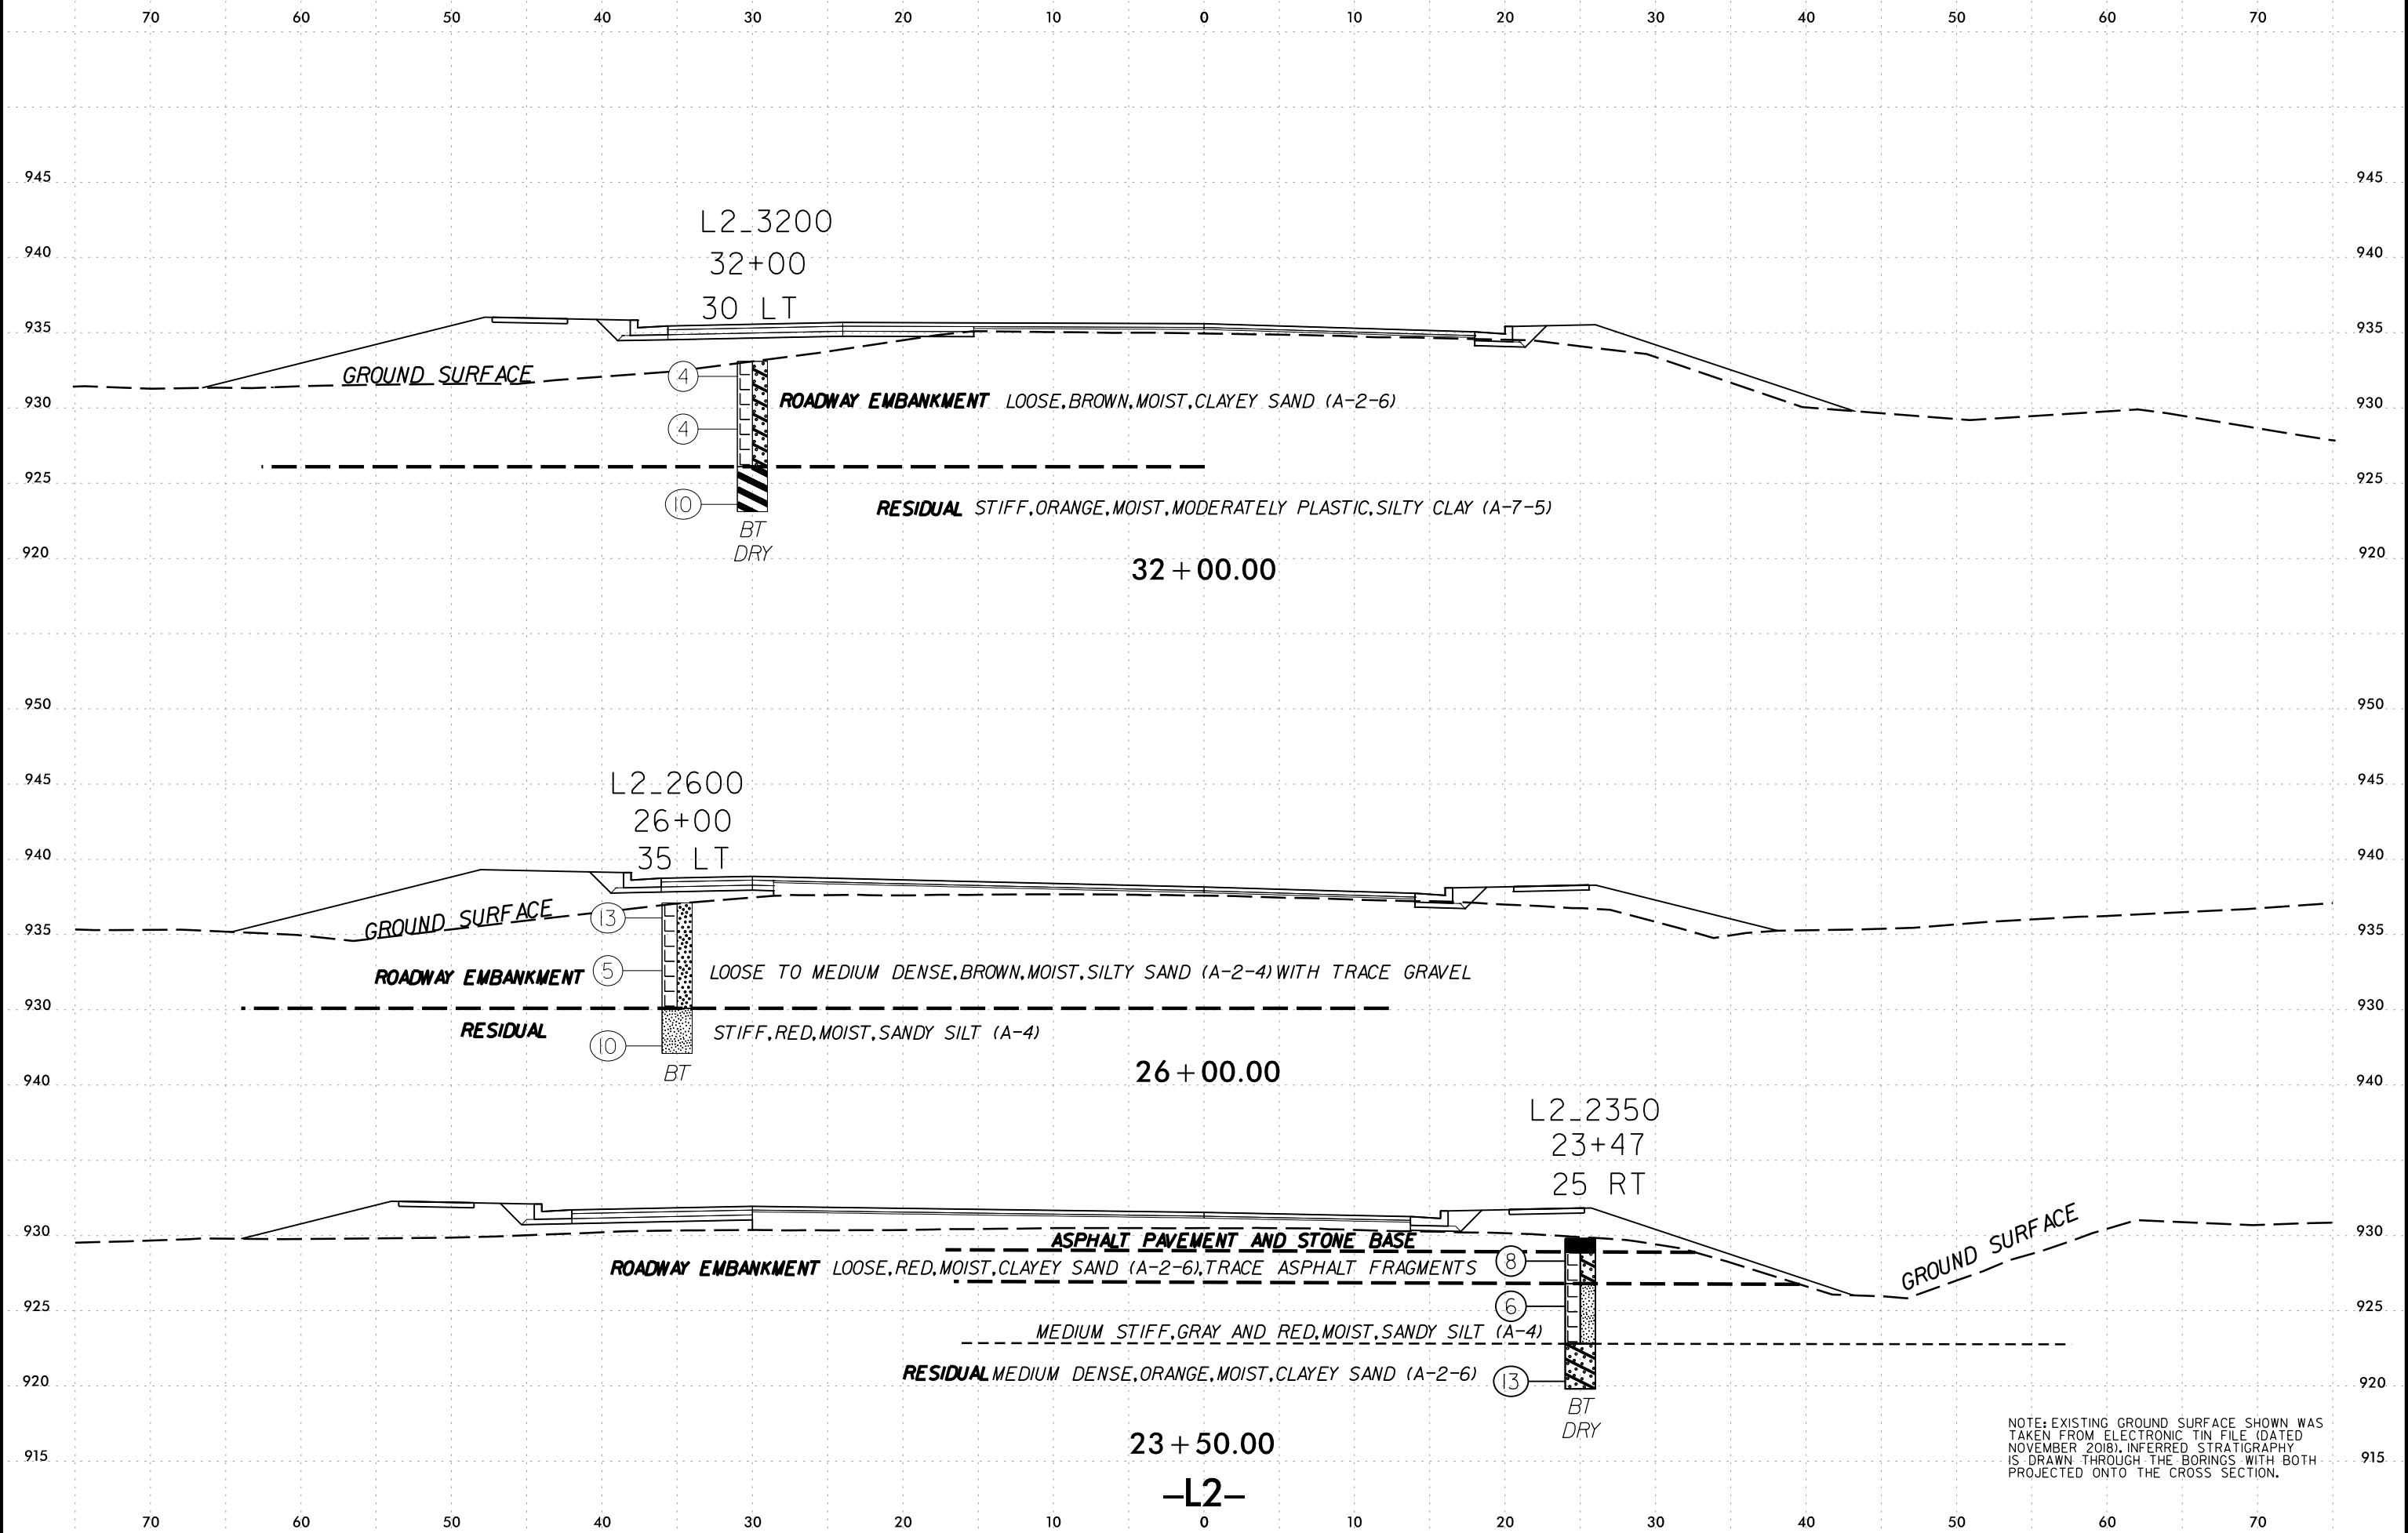 70 60 50 40 30 20 10 0 10 20 30 40 50 60 70
945 945
L2_3200
940 32+00 940
30 LT
935 935
GROUND SURFACE 4
930 ROADWAY EMBANKMENT LOOSE,BROWN,MOIST,CLAYEY SAND (A-2-6) 930
4
925 925
10 RESIDUAL STIFF,ORANGE,MOIST,MODERATELY PLASTIC,SILTY CLAY (A-7-5)
BT
DRY
920 920
32+00.00
950 950
945 L2_2600 945
26+00
940 35 LT 940
GROUND SURFACE 13
935 935
ROADWAY EMBANKMENT 5 LOOSE TO MEDIUM DENSE,BROWN,MOIST,SILTY SAND (A-2-4) WITH TRACE GRAVEL
930 930
RESIDUAL STIFF,RED,MOIST,SANDY SILT (A-4)
10
BT 26+00.00
940 940
L2_2350
23+47
25 RT
930 GROUND SURFACE 930
ASPHALT PAVEMENT AND STONE BASE
ROADWAY EMBANKMENT LOOSE,RED,MOIST,CLAYEY SAND (A-2-6),TRACE ASPHALT FRAGMENTS 8
925 6 925
MEDIUM STIFF,GRAY AND RED,MOIST,SANDY SILT (A-4)
RESIDUAL MEDIUM DENSE,ORANGE,MOIST,CLAYEY SAND (A-2-6) 13
920 920
BT
DRY
23+50.00
915 915
NOTE: EXISTING GROUND SURFACE SHOWN WAS
TAKEN FROM ELECTRONIC TIN FILE (DATED
NOVEMBER 2018). INFERRED STRATIGRAPHY
IS DRAWN THROUGH THE BORINGS WITH BOTH
PROJECTED ONTO THE CROSS SECTION.
–L2–
70 60 50 40 30 20 10 0 10 20 30 40 50 60 70